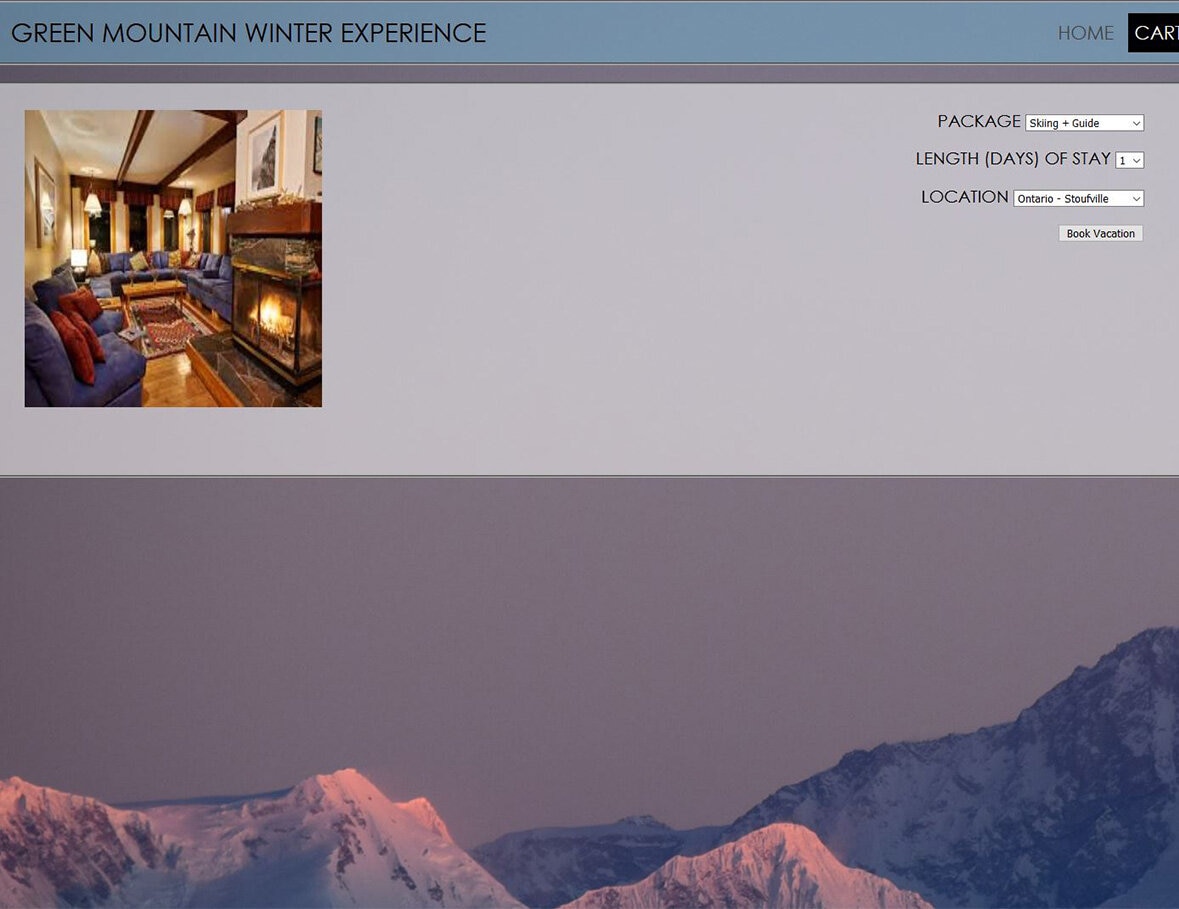 GREEN MOUNTAIN WINTER EXPERIENCE
HOME
CART
PACKAGE Skiing + Guide
LENGTH (DAYS) OF STAY 1
LOCATION Ontario - Stoufville
Book Vacation